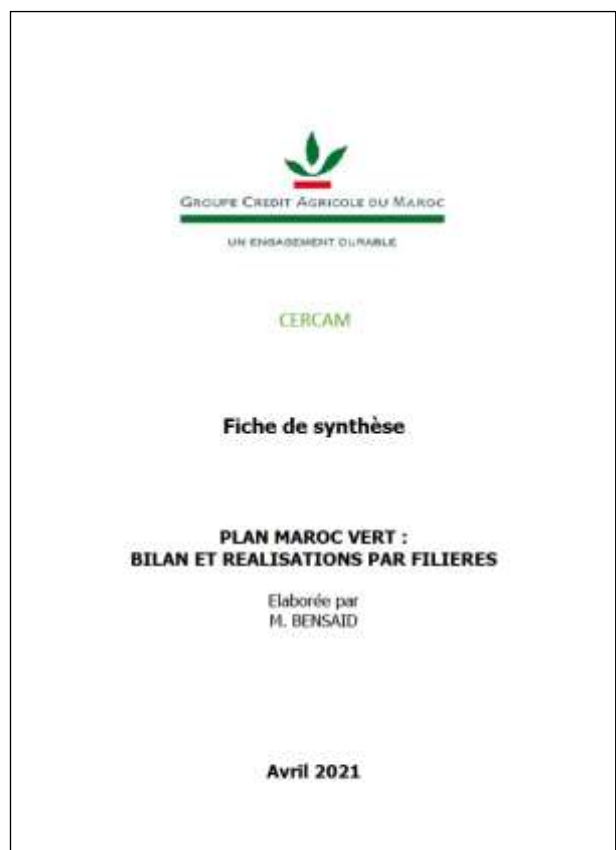 GROUPE CREDIT AGRICOLE DU MAROC
UN ENGAGEMENT DURABLE
CERCAM
Fiche de synthèse
PLAN MAROC VERT :
BILAN ET REALISATIONS PAR FILIERES
Elaborée par
M. BENSAID
Avril 2021